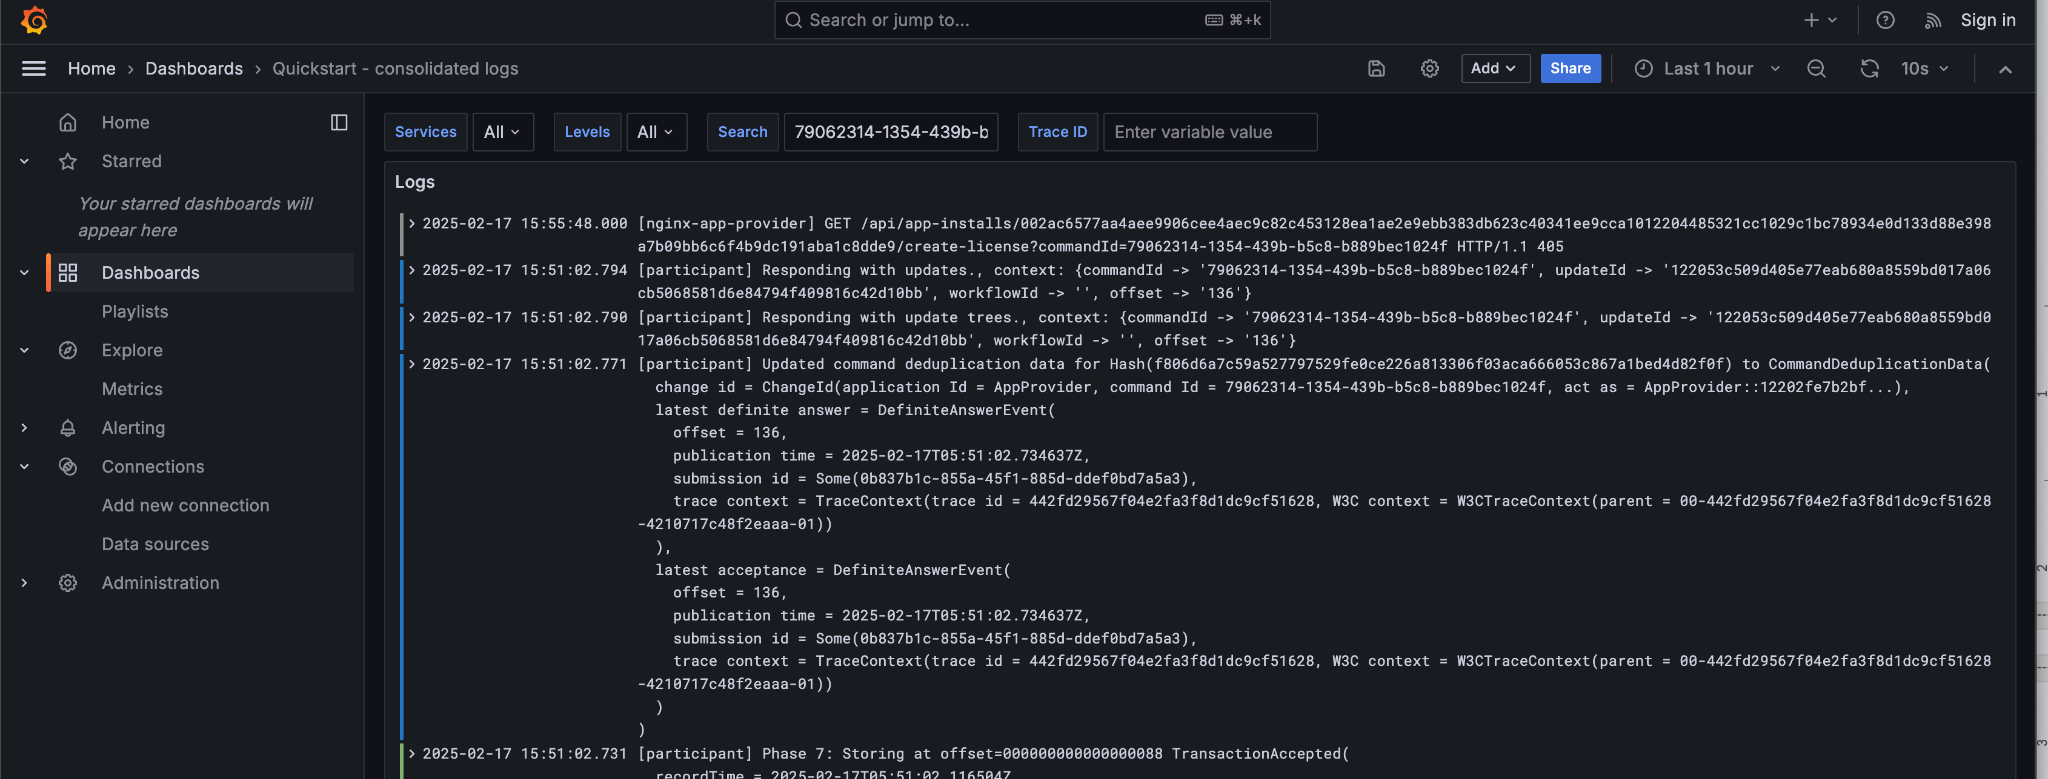 Search or jump to...
⌘+k
Sign in
Home › Dashboards › Quickstart - consolidated logs
Add
Share
Last 1 hour
10s
Home
Starred
Your starred dashboards will
appear here
Dashboards
Playlists
Explore
Metrics
Alerting
Connections
Add new connection
Data sources
Administration
Services All Levels All Search 79062314-1354-439b-b Trace ID Enter variable value
Logs
> 2025-02-17 15:55:48.000 [nginx-app-provider] GET /api/app-installs/002ac6577aa4aee9906cee4aec9c82c453128ea1ae2e9ebb383db623c40341ee9cca1012204485321cc1029c1bc78934e0d133d88e398
a7b09bb6c6f4b9dc191aba1c8dde9/create-license?commandId=79062314-1354-439b-b5c8-b889bec1024f HTTP/1.1 405
> 2025-02-17 15:51:02.794 [participant] Responding with updates., context: {commandId -> '79062314-1354-439b-b5c8-b889bec1024f', updateId -> '122053c509d405e77eab680a8559bd017a06
cb5068581d6e84794f409816c42d10bb', workflowId -> '', offset -> '136'}
> 2025-02-17 15:51:02.790 [participant] Responding with update trees., context: {commandId -> '79062314-1354-439b-b5c8-b889bec1024f', updateId -> '122053c509d405e77eab680a8559bd0
17a06cb5068581d6e84794f409816c42d10bb', workflowId -> '', offset -> '136'}
> 2025-02-17 15:51:02.771 [participant] Updated command deduplication data for Hash(f806d6a7c59a527797529fe0ce226a813306f03aca666053c867a1bed4d82f0f) to CommandDeduplicationData(
change id = ChangeId(application Id = AppProvider, command Id = 79062314-1354-439b-b5c8-b889bec1024f, act as = AppProvider::12202fe7b2bf...),
latest definite answer = DefiniteAnswerEvent(
offset = 136,
publication time = 2025-02-17T05:51:02.734637Z,
submission id = Some(0b837b1c-855a-45f1-885d-ddef0bd7a5a3),
trace context = TraceContext(trace id = 442fd29567f04e2fa3f8d1dc9cf51628, W3C context = W3CTraceContext(parent = 00-442fd29567f04e2fa3f8d1dc9cf51628
-4210717c48f2eaaa-01))
),
latest acceptance = DefiniteAnswerEvent(
offset = 136,
publication time = 2025-02-17T05:51:02.734637Z,
submission id = Some(0b837b1c-855a-45f1-885d-ddef0bd7a5a3),
trace context = TraceContext(trace id = 442fd29567f04e2fa3f8d1dc9cf51628, W3C context = W3CTraceContext(parent = 00-442fd29567f04e2fa3f8d1dc9cf51628
-4210717c48f2eaaa-01))
)
)
> 2025-02-17 15:51:02.731 [participant] Phase 7: Storing at offset=000000000000000088 TransactionAccepted(
recordTime = 2025-02-17T05:51:02.116504Z